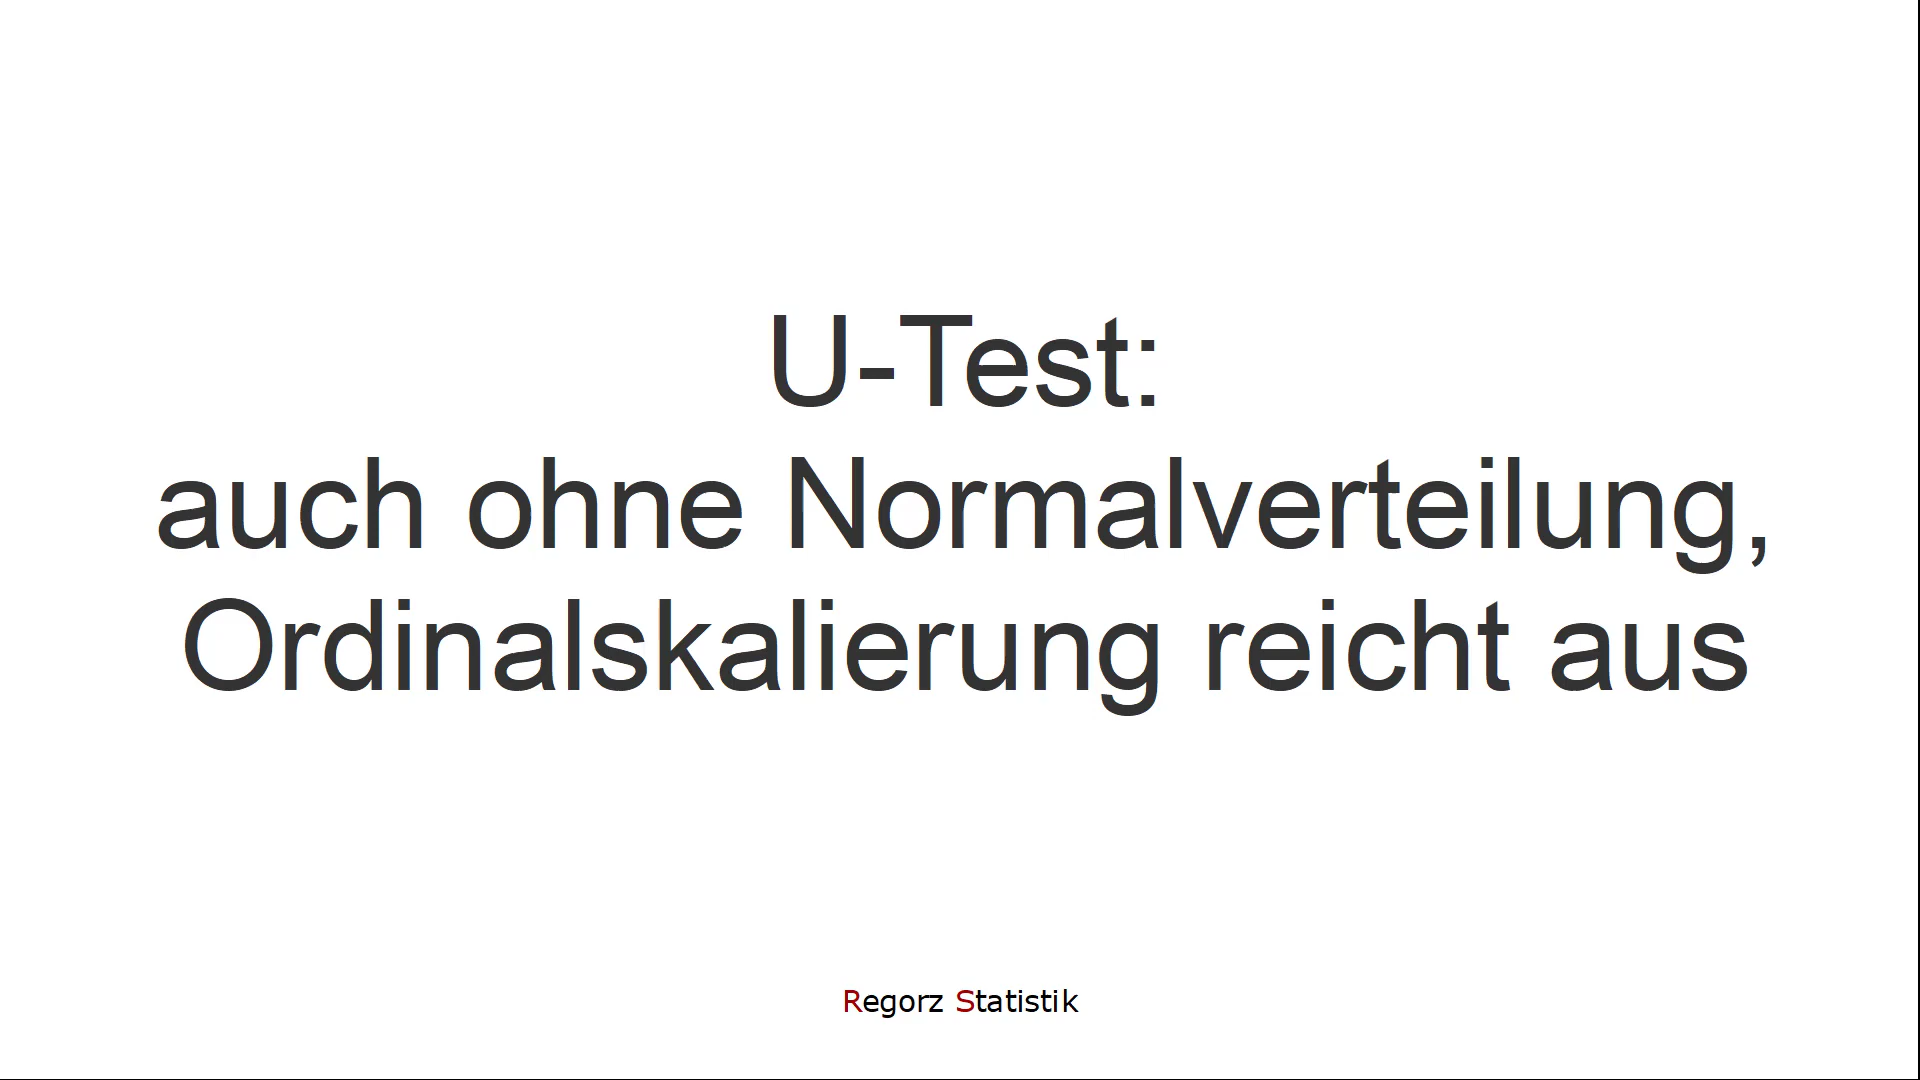 U-Test:
auch ohne Normalverteilung,
Ordinalskalierung reicht aus
Regorz Statistik